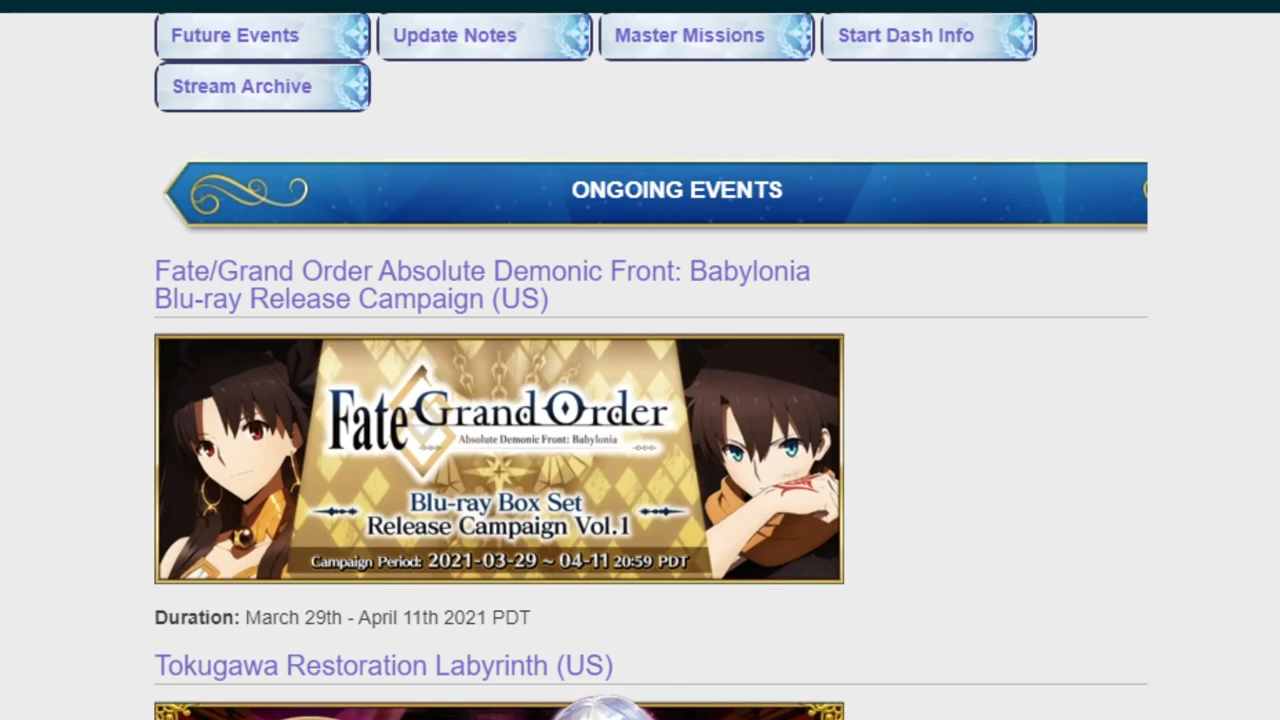 Future Events Update Notes Master Missions Start Dash Info
Stream Archive
ONGOING EVENTS
Fate/Grand Order Absolute Demonic Front: Babylonia
Blu-ray Release Campaign (US)
Fate Grand Order
Absolute Demonic Front: Babylonia
Blu-ray Box Set
Release Campaign Vol.1
Campaign Period: 2021-03-29 ~ 04-11 20:59 PDT
Duration: March 29th - April 11th 2021 PDT
Tokugawa Restoration Labyrinth (US)